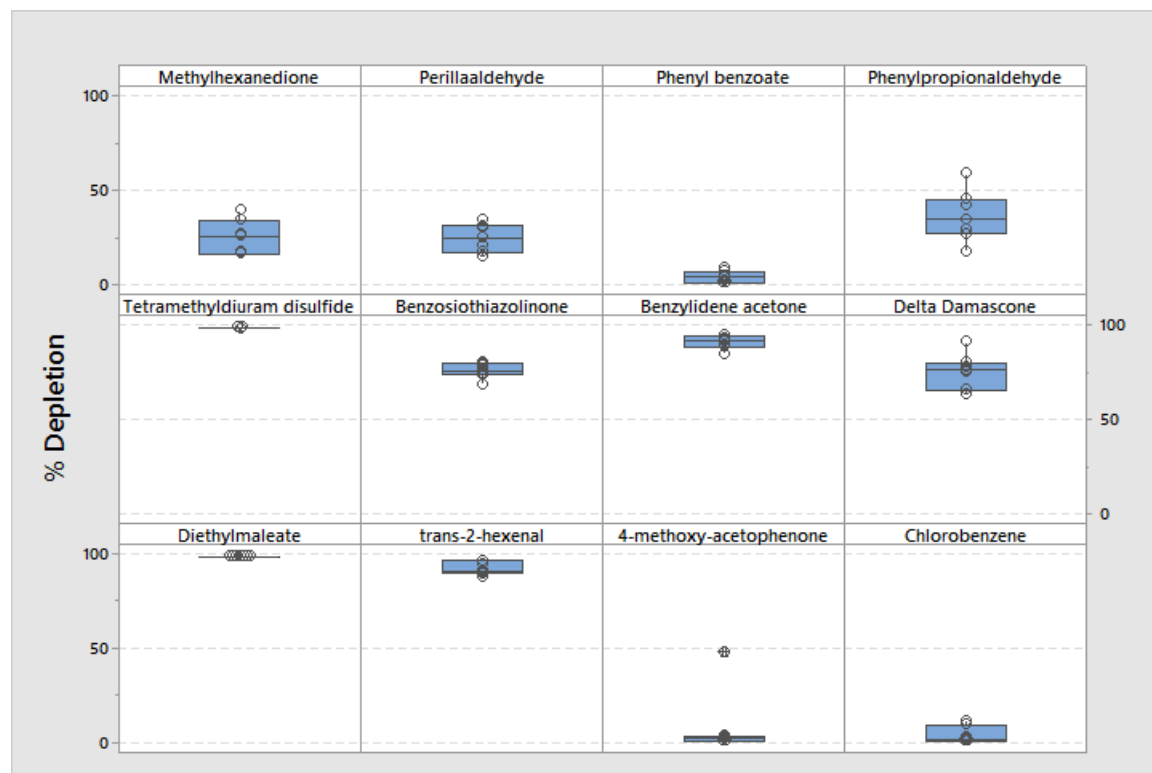 Methylhexanedione Perillaaldehyde Phenyl benzoate Phenylpropionaldehyde
100
50
0
Tetramethyldiuram disulfide Benzosiothiazolinone Benzylidene acetone Delta Damascone
100
50
0
% Depletion
Diethylmaleate trans-2-hexenal 4-methoxy-acetophenone Chlorobenzene
100
50
0